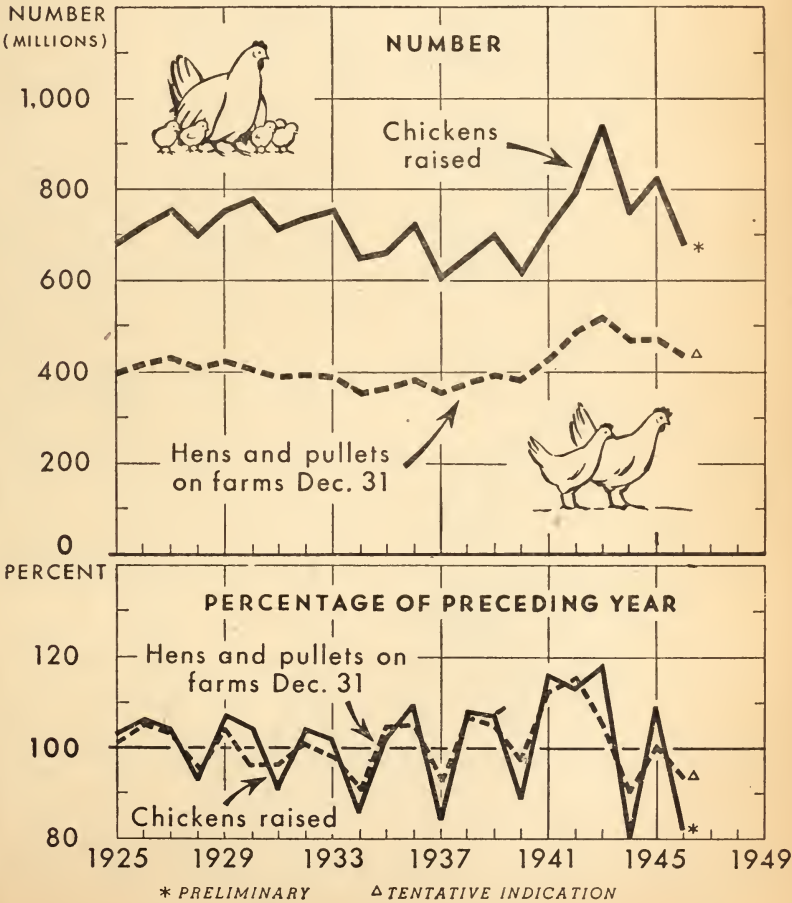 NUMBER
(MILLIONS)
NUMBER
1,000
Chickens
raised
800
600
400
Hens and pullets
on farms Dec. 31
200
0
*
Δ
PERCENT
PERCENTAGE OF PRECEDING YEAR
120
Hens and pullets on
farms Dec. 31
100
Chickens raised
80
Δ
*
1925 1929 1933 1937 1941 1945 1949
* PRELIMINARY Δ TENTATIVE INDICATION